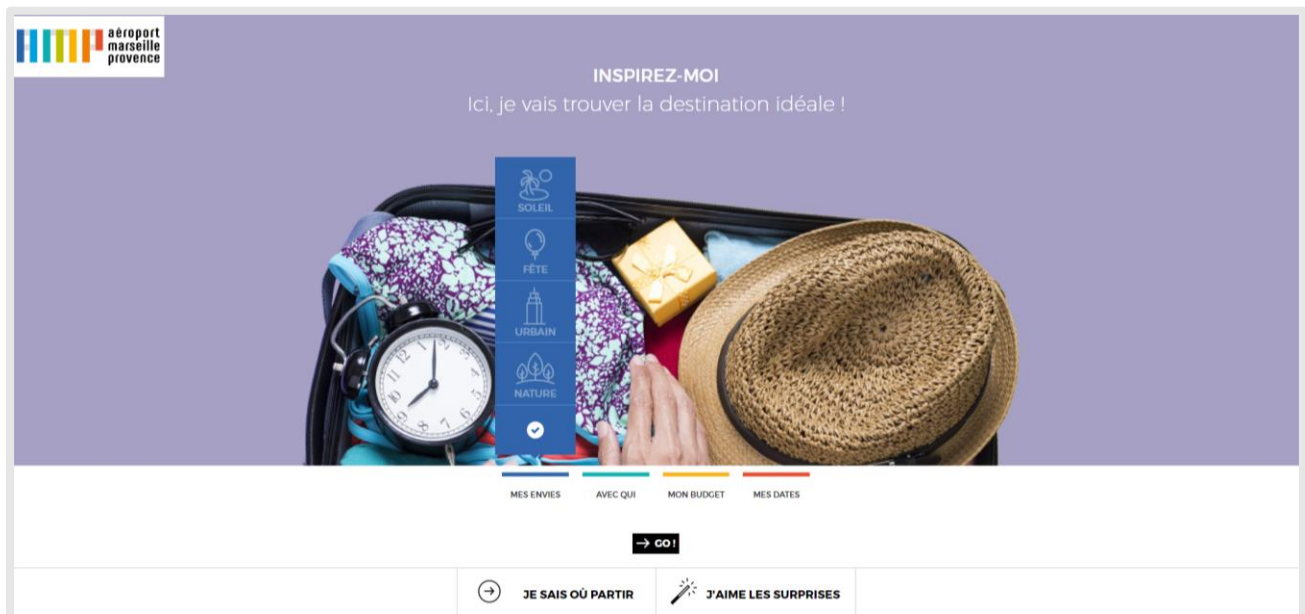 aéroport
marseille
provence
INSPIREZ-MOI
Ici, je vais trouver la destination idéale !
SOLEIL
FÊTE
URBAIN
NATURE
MES ENVIES
AVEC QUI
MON BUDGET
MES DATES
→ GO !
JE SAIS OÙ PARTIR
J'AIME LES SURPRISES